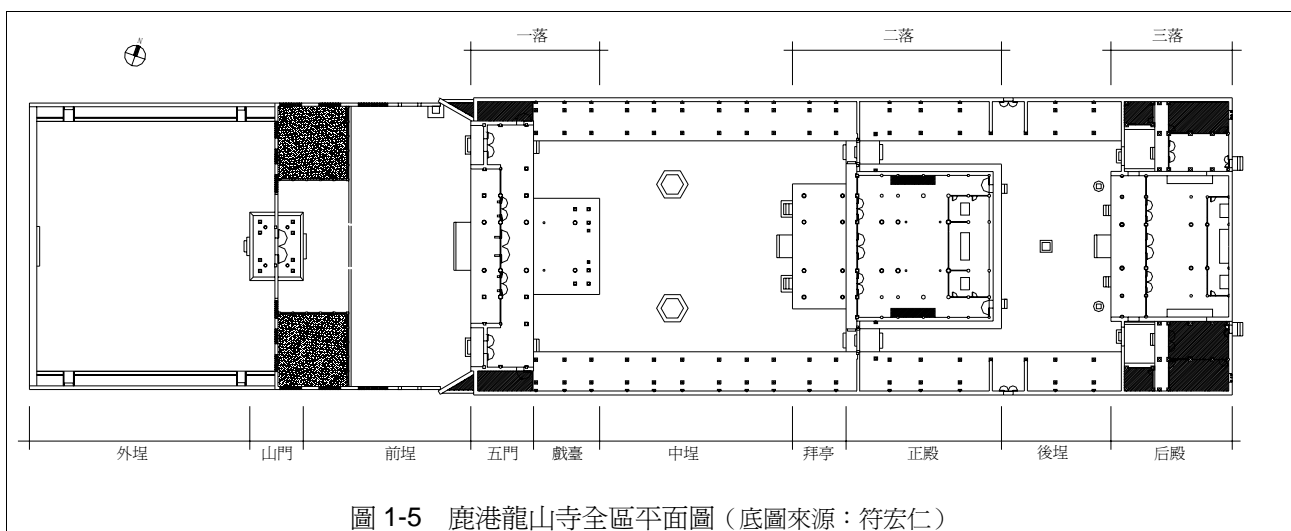 N
一落 二落 三落
外埕 山門 前埕 五門 戲臺 中埕 拜亭 正殿 後埕 后殿
圖 1-5 鹿港龍山寺全區平面圖（底圖來源：符宏仁）